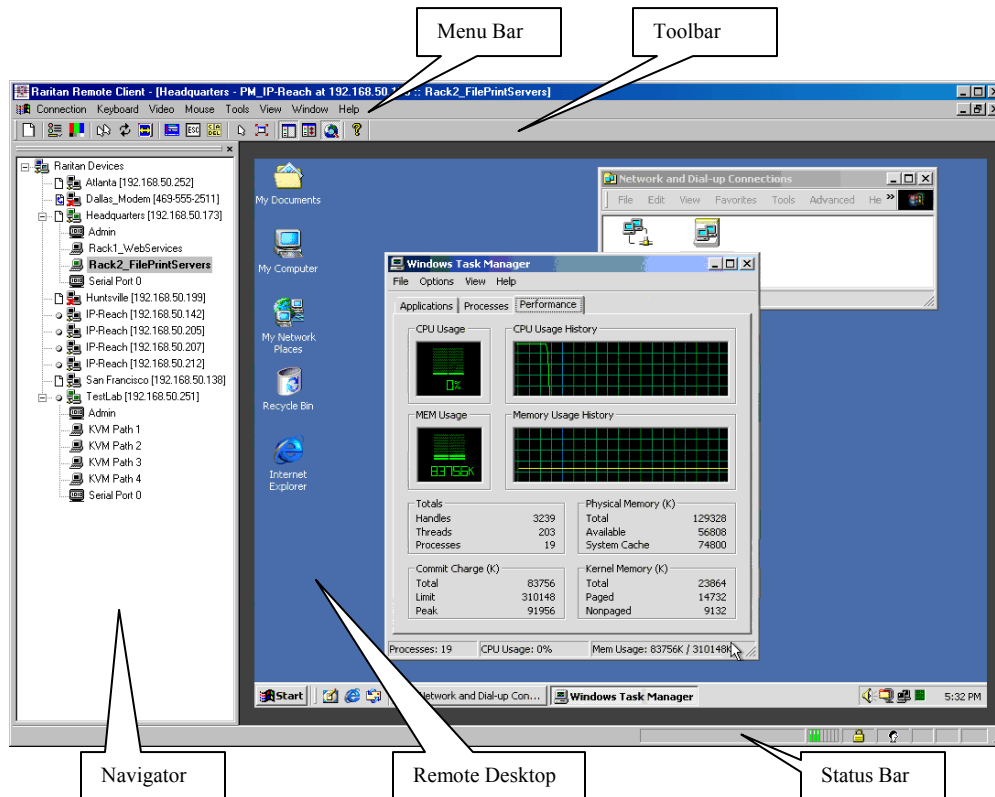 Menu Bar
Toolbar
Raritan Remote Client - [Headquarters - PM_IP-Reach at 192.168.50.1 :: Rack2_FilePrintServers]
Connection Keyboard Video Mouse Tools View Window Help
ESC
Raritan Devices
Atlanta [192.168.50.252]
Dallas_Modem [469-555-2511]
Headquarters [192.168.50.173]
Admin
Rack1_WebServices
Rack2_FilePrintServers
Serial Port 0
Huntsville [192.168.50.199]
IP-Reach [192.168.50.142]
IP-Reach [192.168.50.205]
IP-Reach [192.168.50.207]
IP-Reach [192.168.50.212]
San Francisco [192.168.50.138]
TestLab [192.168.50.251]
Admin
KVM Path 1
KVM Path 2
KVM Path 3
KVM Path 4
Serial Port 0
My Documents
My Computer
My Network
Places
Recycle Bin
Internet
Explorer
Network and Dial-up Connections
File Edit View Favorites Tools Advanced He »
Windows Task Manager
File Options View Help
Applications Processes Performance
CPU Usage CPU Usage History
0%
MEM Usage Memory Usage History
83756K
Totals
Handles 3239
Threads 203
Processes 19
Physical Memory (K)
Total 129328
Available 56808
System Cache 74800
Commit Charge (K)
Total 83756
Limit 310148
Peak 91956
Kernel Memory (K)
Total 23864
Paged 14732
Nonpaged 9132
Processes: 19 CPU Usage: 0% Mem Usage: 83756K / 310148K
Start Network and Dial-up Con... Windows Task Manager 5:32 PM
Navigator
Remote Desktop
Status Bar